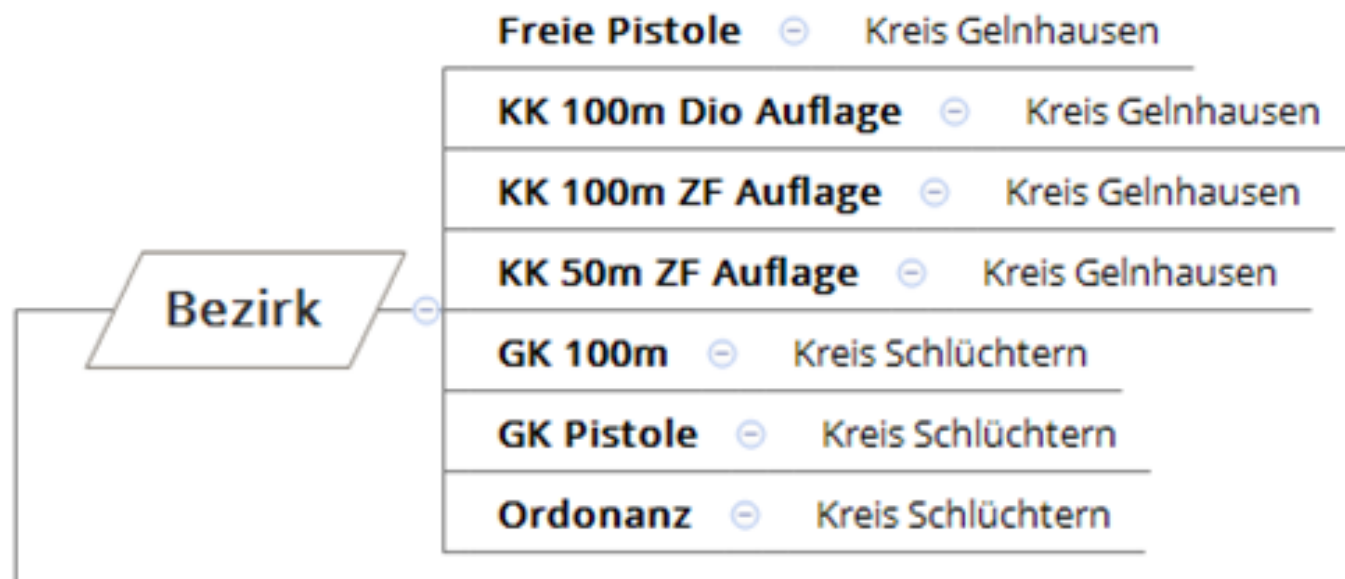 Freie Pistole Kreis Gelnhausen
KK 100m Dio Auflage Kreis Gelnhausen
KK 100m ZF Auflage Kreis Gelnhausen
KK 50m ZF Auflage Kreis Gelnhausen
Bezirk
GK 100m Kreis Schlüchtern
GK Pistole Kreis Schlüchtern
Ordonanz Kreis Schlüchtern